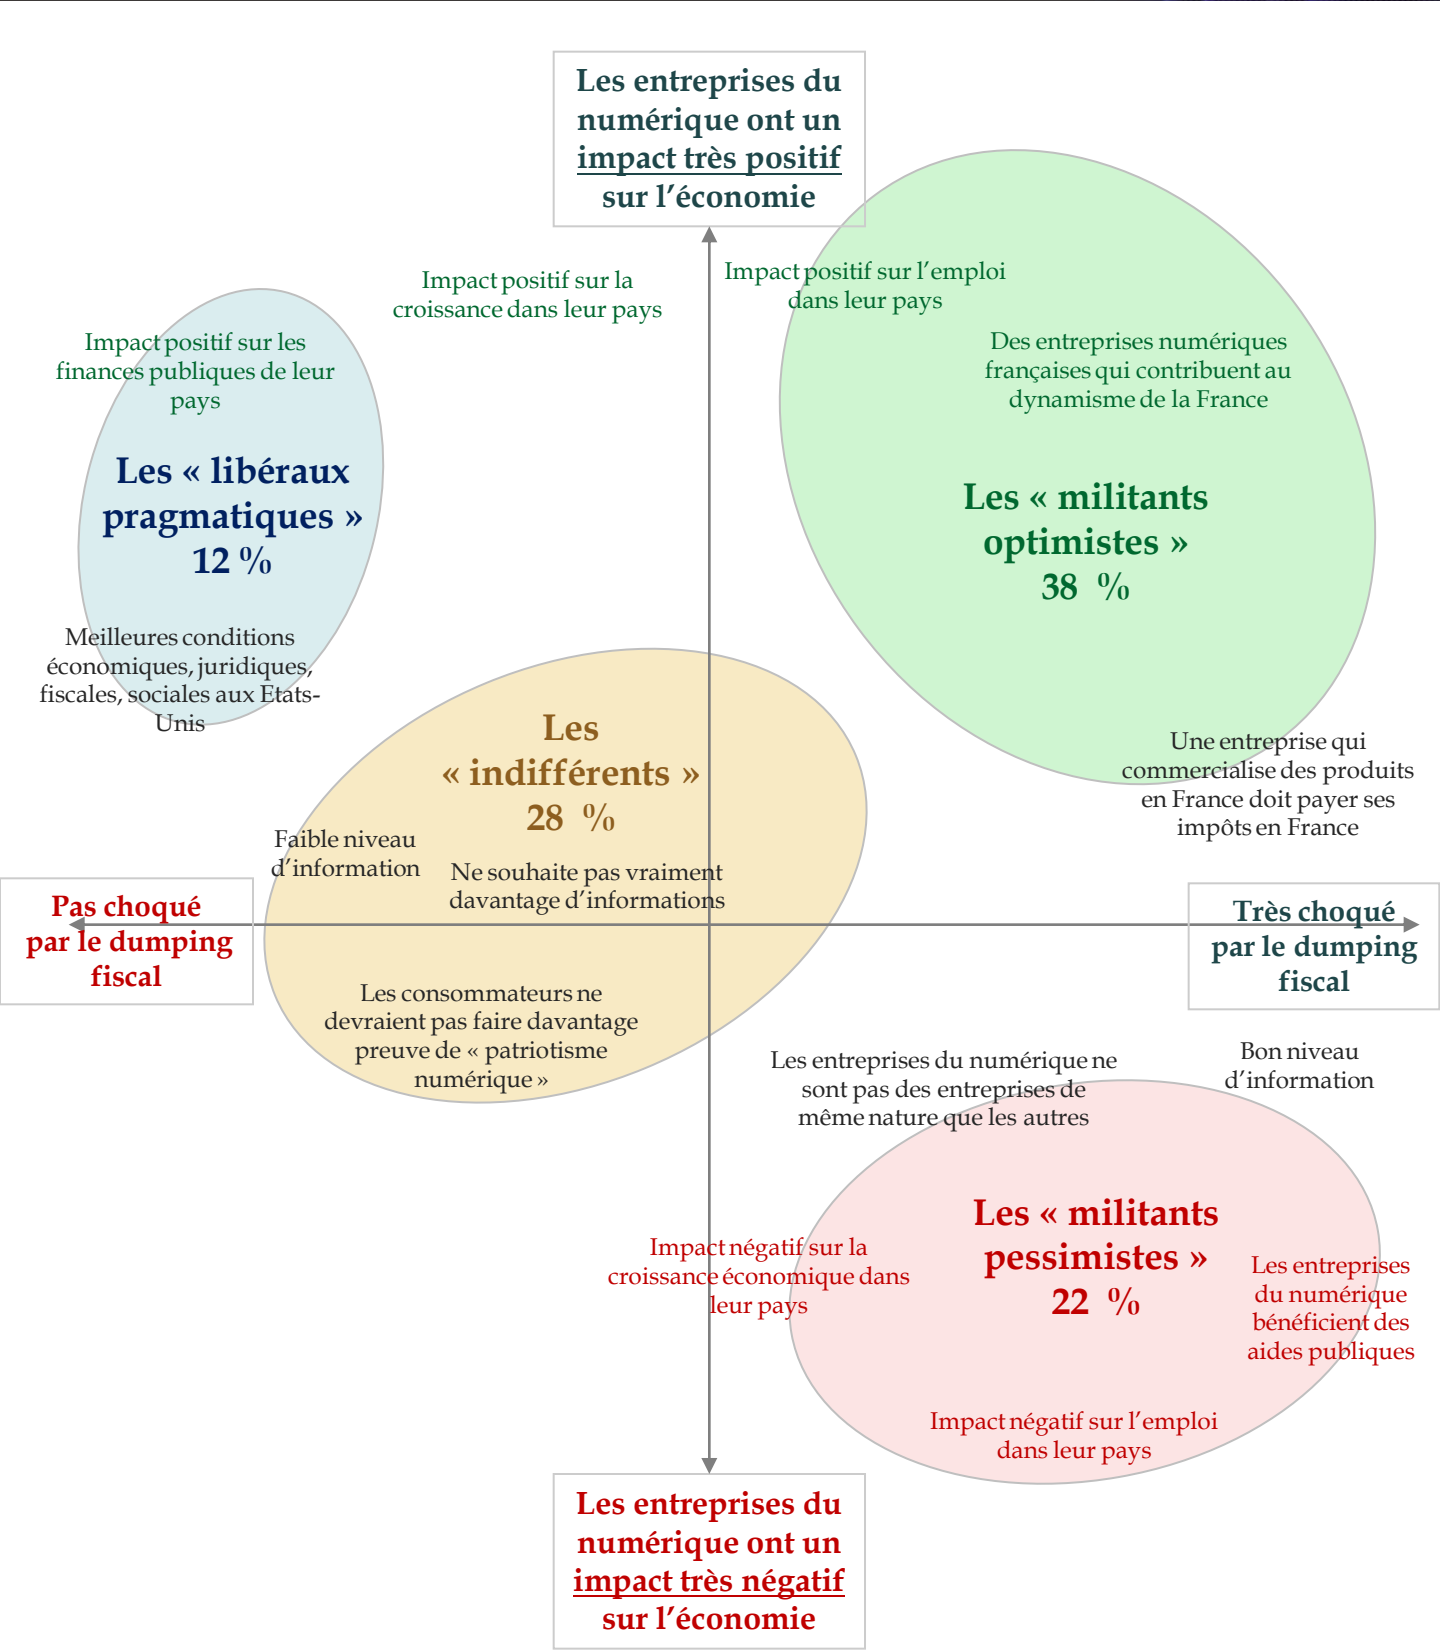 Les entreprises du
numérique ont un
impact très positif
sur l’économie
Impact positif sur la
croissance dans leur pays
Impact positif sur l’emploi
dans leur pays
Impact positif sur les
finances publiques de leur
pays
Des entreprises numériques
françaises qui contribuent au
dynamisme de la France
Les « libéraux
pragmatiques »
12 %
Les « militants
optimistes »
38 %
Meilleures conditions
économiques, juridiques,
fiscales, sociales aux Etats-
Unis
Les
« indifférents »
28 %
Une entreprise qui
commercialise des produits
en France doit payer ses
impôts en France
Faible niveau
d’information
Ne souhaite pas vraiment
davantage d’informations
Pas choqué
par le dumping
fiscal
Très choqué
par le dumping
fiscal
Les consommateurs ne
devraient pas faire davantage
preuve de « patriotisme
numérique »
Les entreprises du numérique ne
sont pas des entreprises de
même nature que les autres
Bon niveau
d’information
Les « militants
pessimistes »
22 %
Impact négatif sur la
croissance économique dans
leur pays
Les entreprises
du numérique
bénéficient des
aides publiques
Impact négatif sur l’emploi
dans leur pays
Les entreprises du
numérique ont un
impact très négatif
sur l’économie